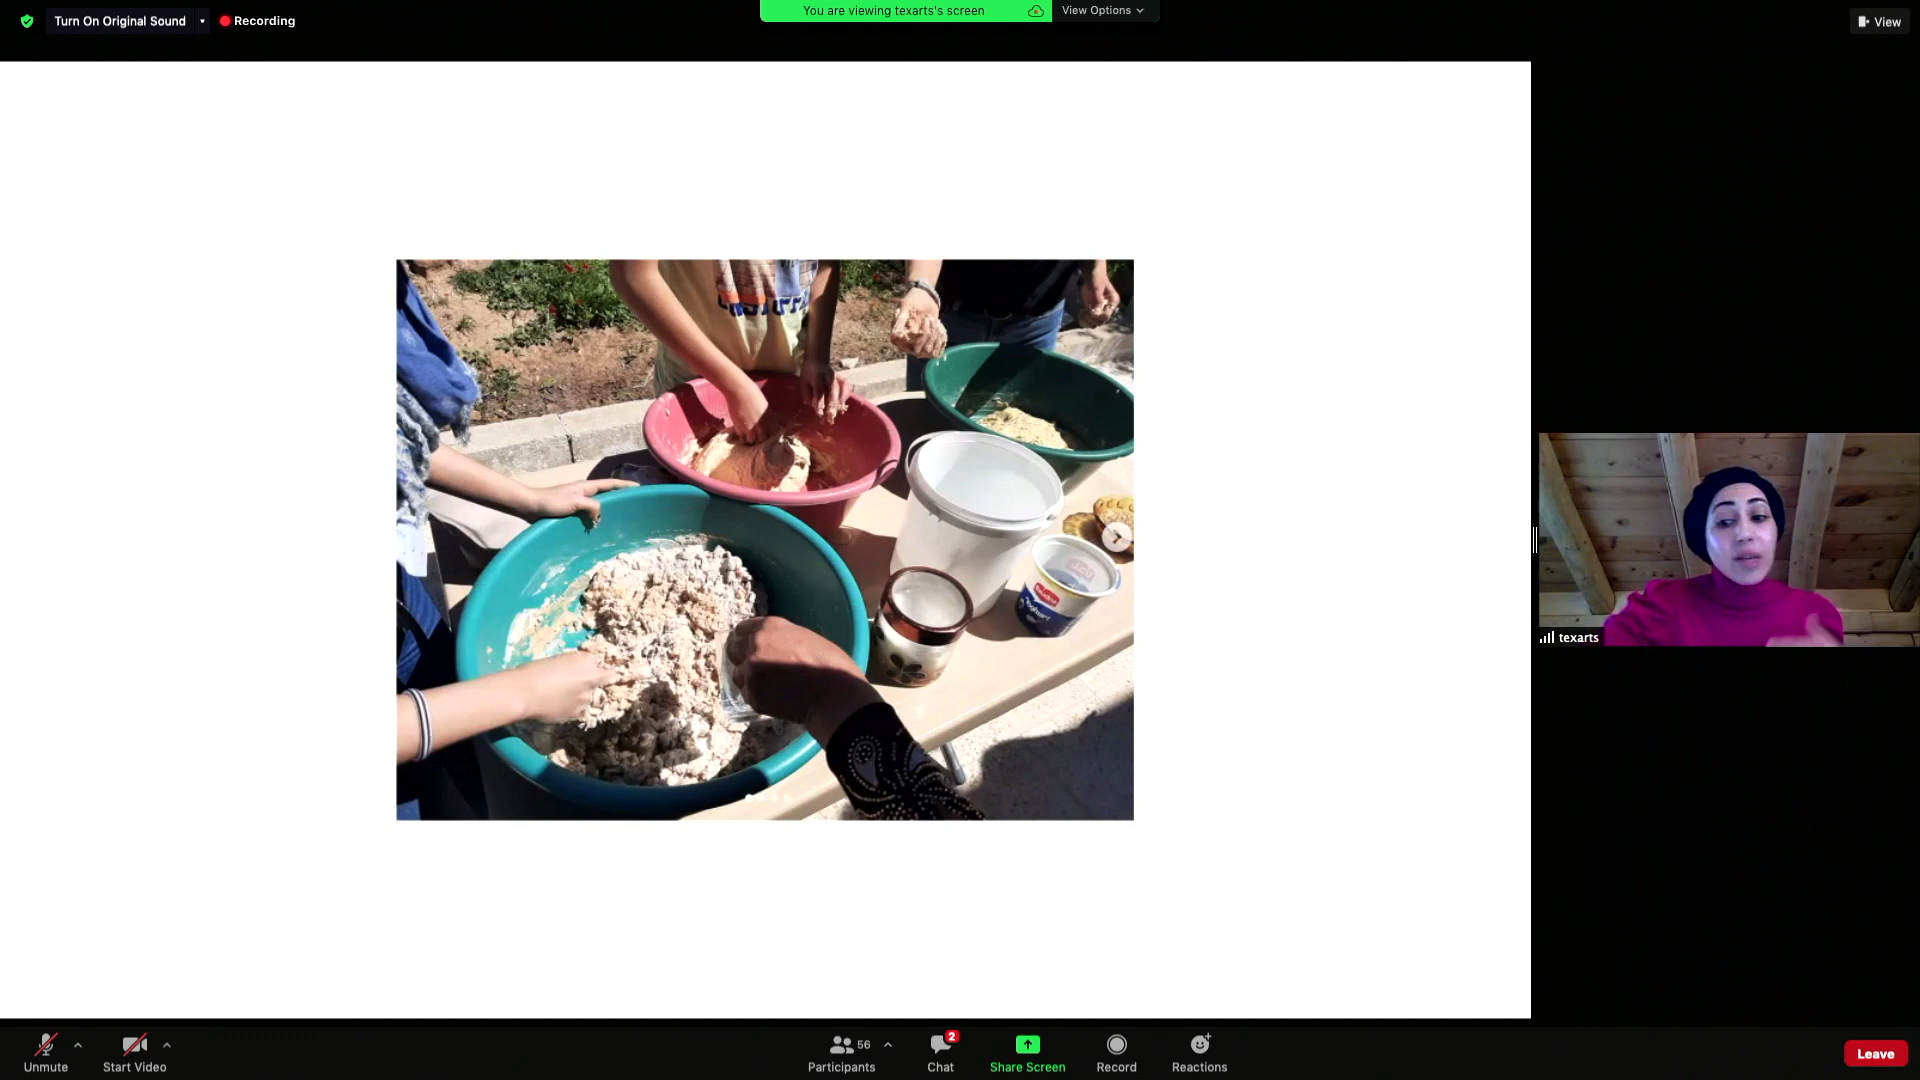 Turn On Original Sound
Recording
You are viewing texarts's screen
View Options
View
texarts
Unmute
Start Video
56
Participants
2
Chat
Share Screen
Record
Reactions
Leave